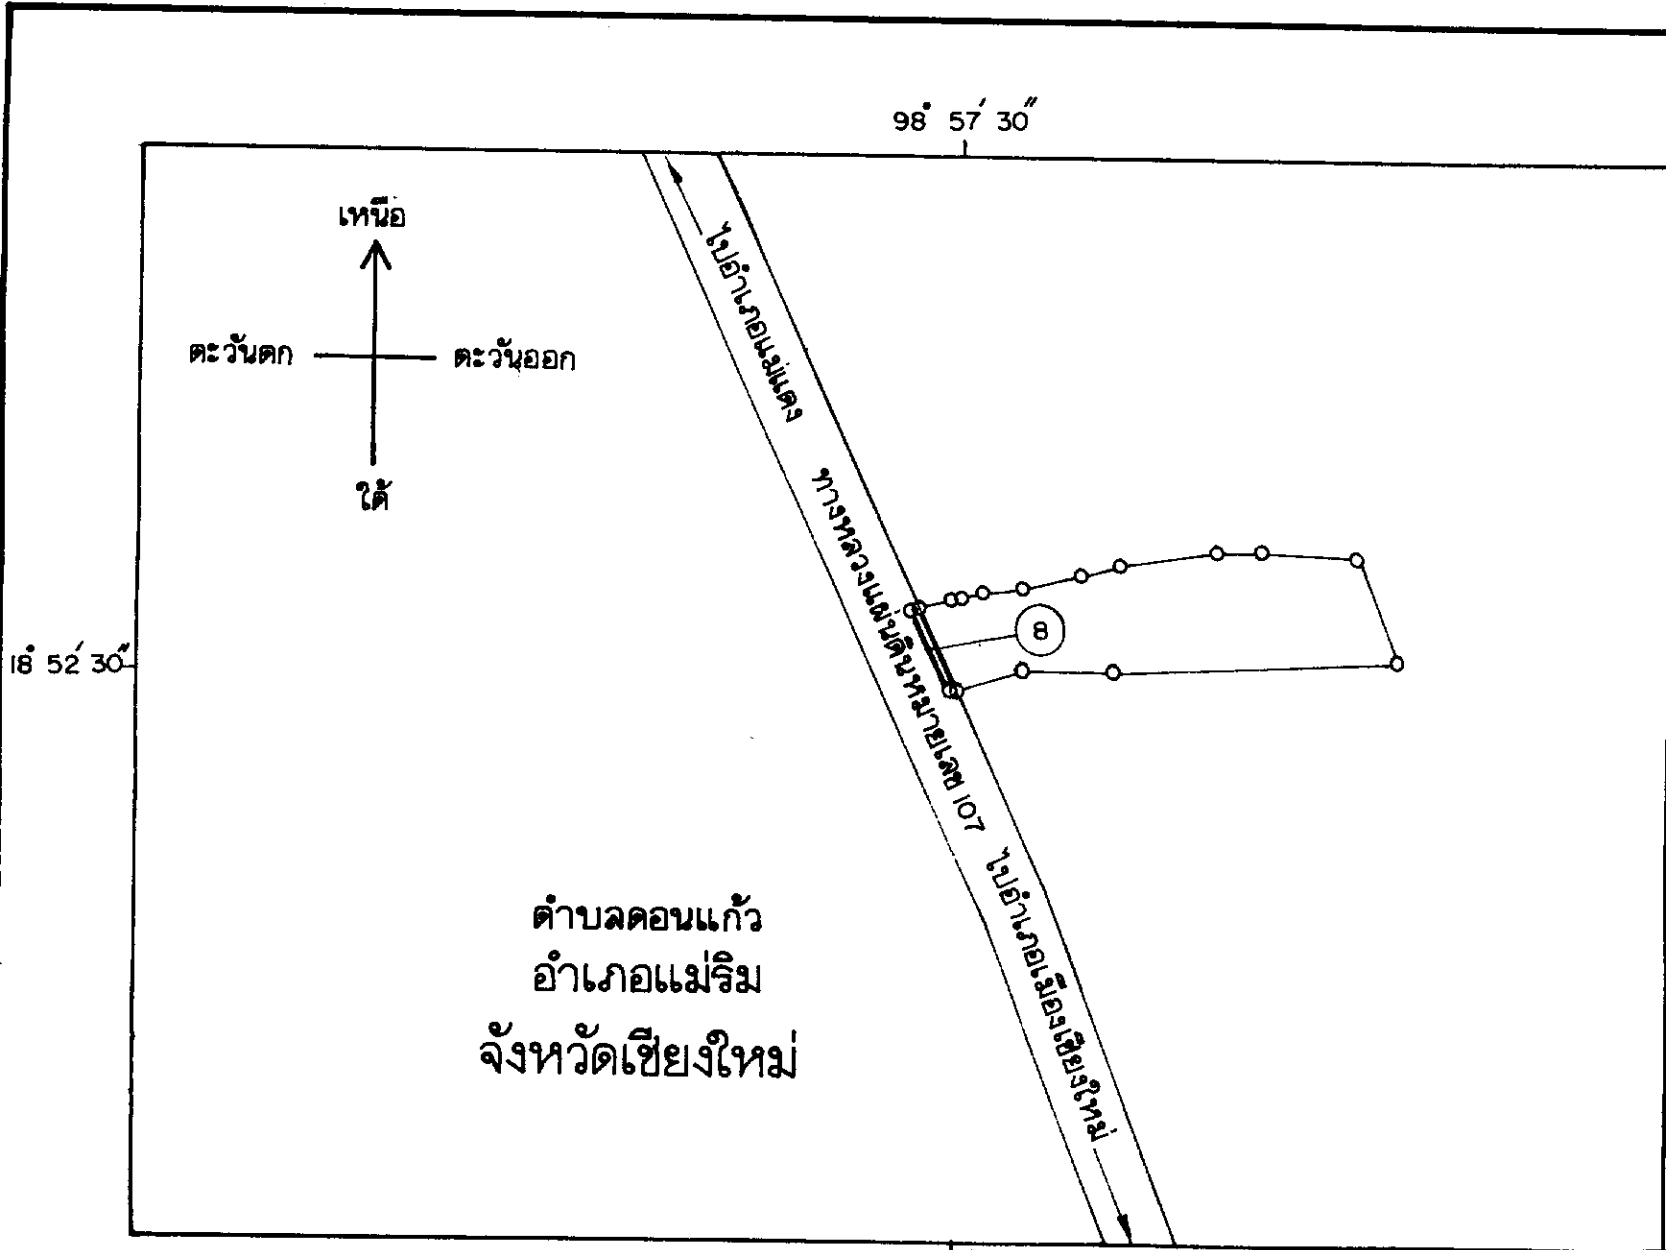 98° 57′ 30″
เหนือ
ตะวันตก
ตะวันออก
ใต้
ไปอำเภอแม่แตง
ทางหลวงแผ่นดินหมายเลข 107
ไปอำเภอเมืองเชียงใหม่
8
18° 52′ 30″
ตำบลดอนแก้ว
อำเภอแม่ริม
จังหวัดเชียงใหม่